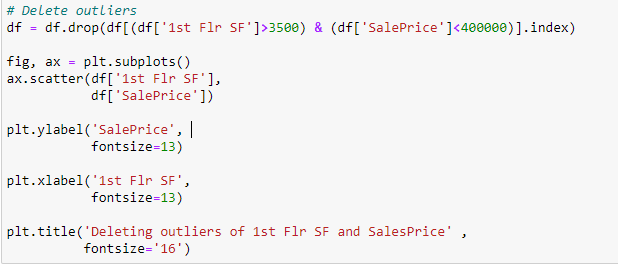 # Delete outliers
df = df.drop(df[(df['1st Flr SF']>3500) & (df['SalePrice']<400000)].index)
fig, ax = plt.subplots()
ax.scatter(df['1st Flr SF'],
df['SalePrice'])
plt.ylabel('SalePrice',
fontsize=13)
plt.xlabel('1st Flr SF',
fontsize=13)
plt.title('Deleting outliers of 1st Flr SF and SalesPrice' ,
fontsize='16')